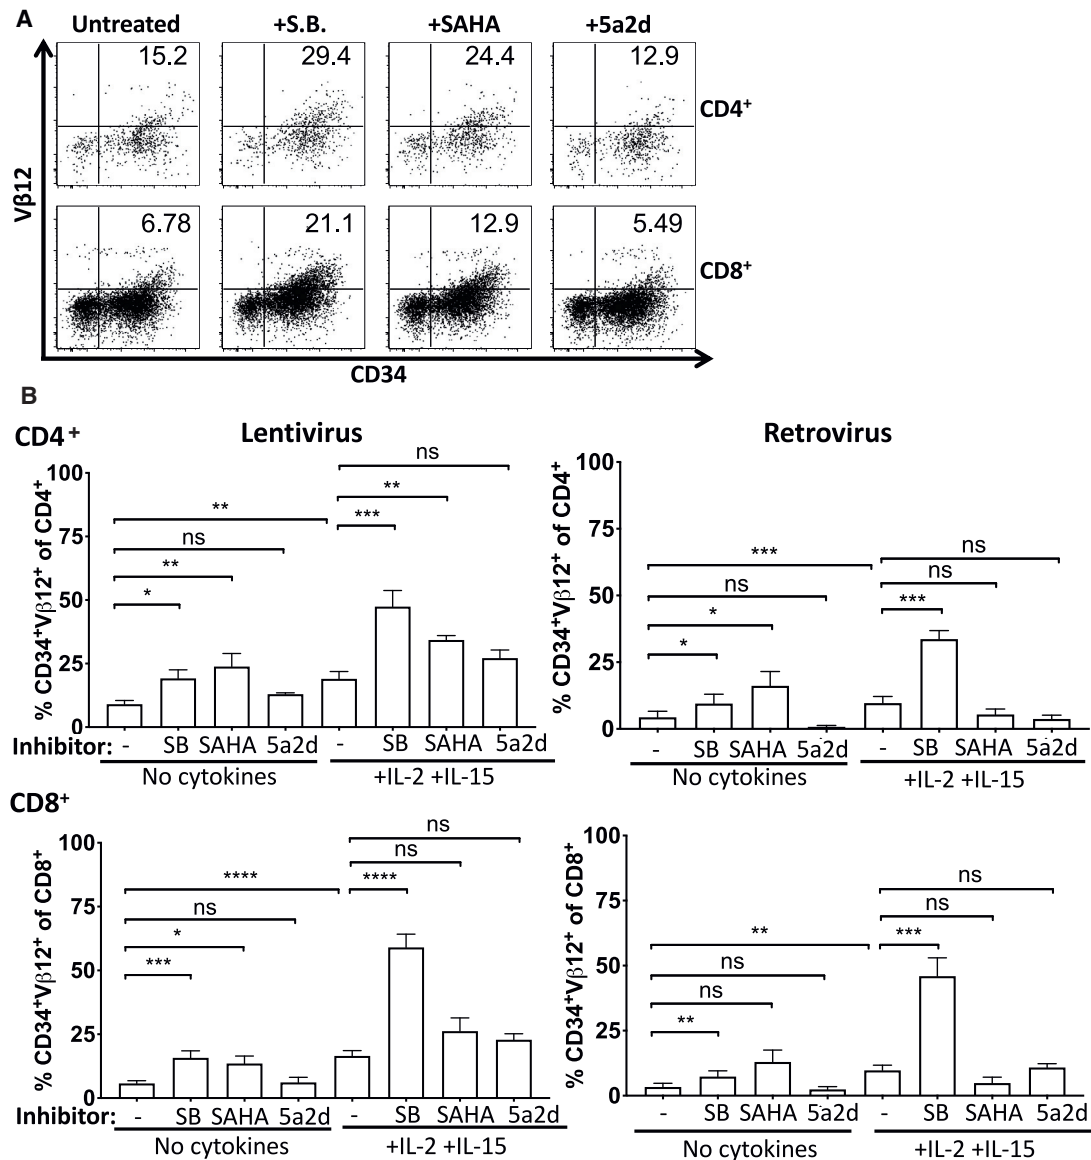 A
Untreated +S.B. +SAHA +5a2d
15.2 29.4 24.4 12.9
CD4+
Vβ12
6.78 21.1 12.9 5.49
CD8+
CD34
B
CD4+ Lentivirus Retrovirus
% CD34+Vβ12+ of CD4+
100
75
50
25
0
* ** ns ** *** ** ns
Inhibitor: - SB SAHA 5a2d - SB SAHA 5a2d
No cytokines +IL-2 +IL-15
% CD34+Vβ12+ of CD4+
100
75
50
25
0
* * ns *** *** ns ns
- SB SAHA 5a2d - SB SAHA 5a2d
No cytokines +IL-2 +IL-15
CD8+
% CD34+Vβ12+ of CD8+
100
75
50
25
0
*** * ns **** **** ns ns
Inhibitor: - SB SAHA 5a2d - SB SAHA 5a2d
No cytokines +IL-2 +IL-15
% CD34+Vβ12+ of CD8+
100
75
50
25
0
** ns ns ** *** ns ns
- SB SAHA 5a2d - SB SAHA 5a2d
No cytokines +IL-2 +IL-15